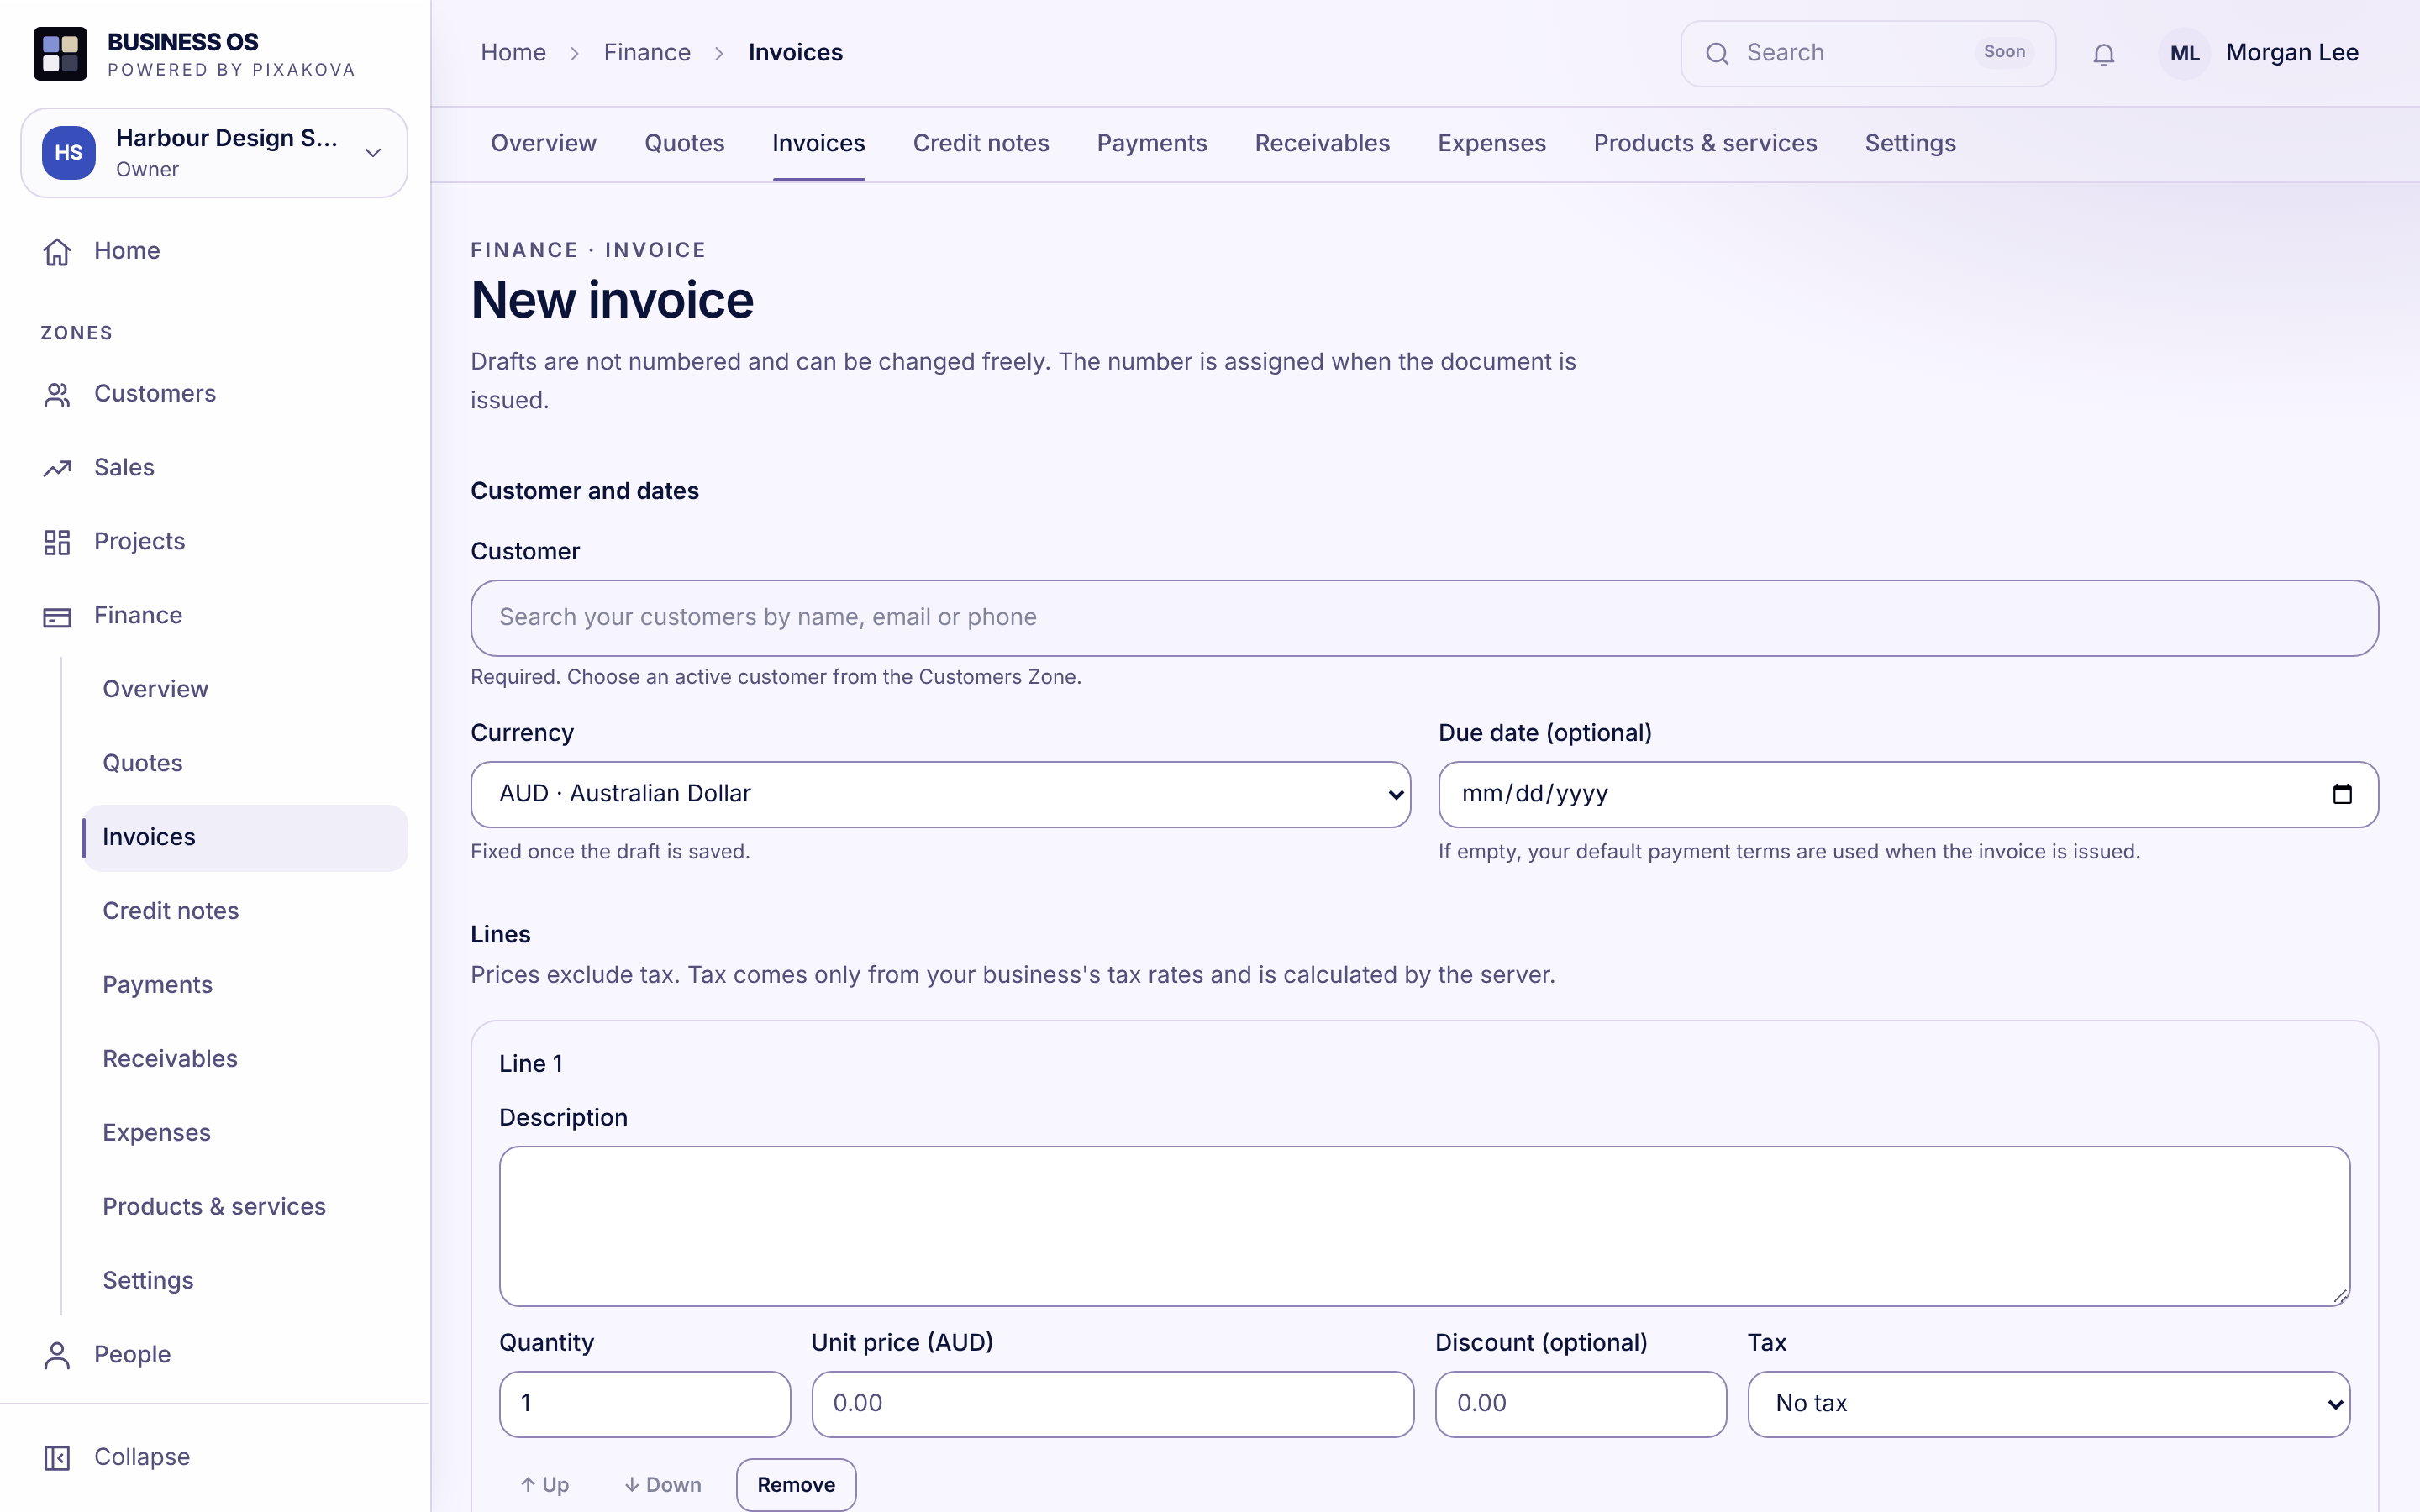 BUSINESS OS
POWERED BY PIXAKOVA
HS
Harbour Design S...
Owner
Home
ZONES
Customers
Sales
Projects
Finance
Overview
Quotes
Invoices
Credit notes
Payments
Receivables
Expenses
Products & services
Settings
People
Collapse
Home > Finance > Invoices
Search
Soon
ML
Morgan Lee
Overview
Quotes
Invoices
Credit notes
Payments
Receivables
Expenses
Products & services
Settings
FINANCE · INVOICE
New invoice
Drafts are not numbered and can be changed freely. The number is assigned when the document is
issued.
Customer and dates
Customer
Search your customers by name, email or phone
Required. Choose an active customer from the Customers Zone.
Currency
AUD · Australian Dollar
Fixed once the draft is saved.
Due date (optional)
mm/dd/yyyy
If empty, your default payment terms are used when the invoice is issued.
Lines
Prices exclude tax. Tax comes only from your business's tax rates and is calculated by the server.
Line 1
Description
Quantity
1
Unit price (AUD)
0.00
Discount (optional)
0.00
Tax
No tax
↑ Up
↓ Down
Remove